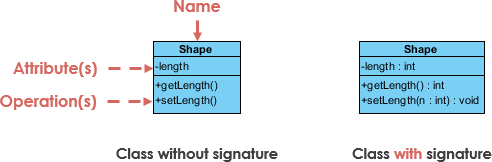 Name
Shape
Attribute(s)
-length
Operation(s)
+getLength()
+setLength()
Class without signature
Shape
-length : int
+getLength() : int
+setLength(n : int) : void
Class with signature